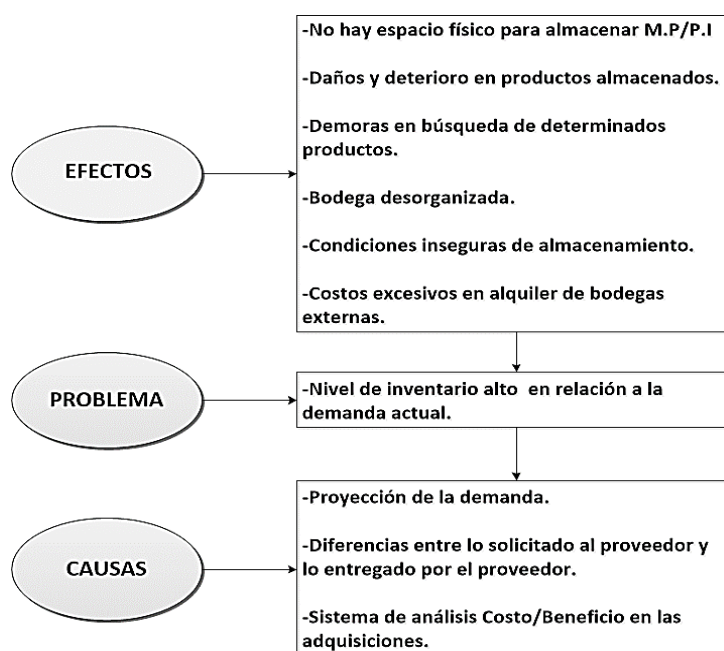 EFECTOS
-No hay espacio físico para almacenar M.P/P.I
-Daños y deterioro en productos almacenados.
-Demoras en búsqueda de determinados
productos.
-Bodega desorganizada.
-Condiciones inseguras de almacenamiento.
-Costos excesivos en alquiler de bodegas
externas.
PROBLEMA
-Nivel de inventario alto en relación a la
demanda actual.
CAUSAS
-Proyección de la demanda.
-Diferencias entre lo solicitado al proveedor y
lo entregado por el proveedor.
-Sistema de análisis Costo/Beneficio en las
adquisiciones.